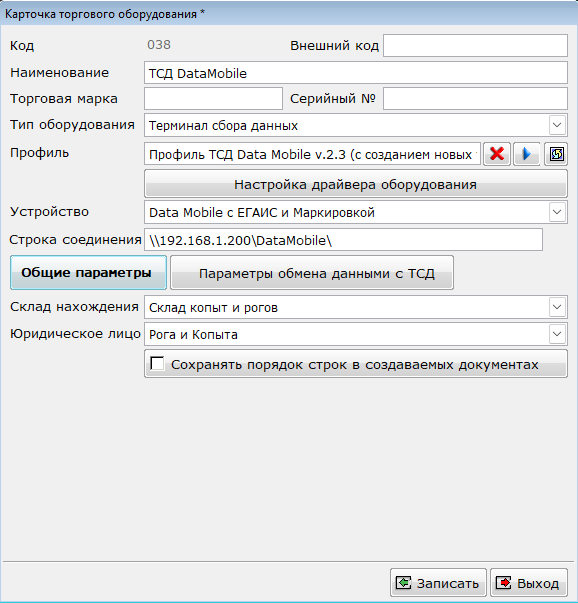 Карточка торгового оборудования *
Код 038 Внешний код
Наименование ТСД DataMobile
Торговая марка Серийный №
Тип оборудования Терминал сбора данных
Профиль Профиль ТСД Data Mobile v.2.3 (с созданием новых
Настройка драйвера оборудования
Устройство Data Mobile с ЕГАИС и Маркировкой
Строка соединения \\192.168.1.200\DataMobile\
Общие параметры Параметры обмена данными с ТСД
Склад нахождения Склад копыт и рогов
Юридическое лицо Рога и Копыта
Сохранять порядок строк в создаваемых документах
Записать Выход